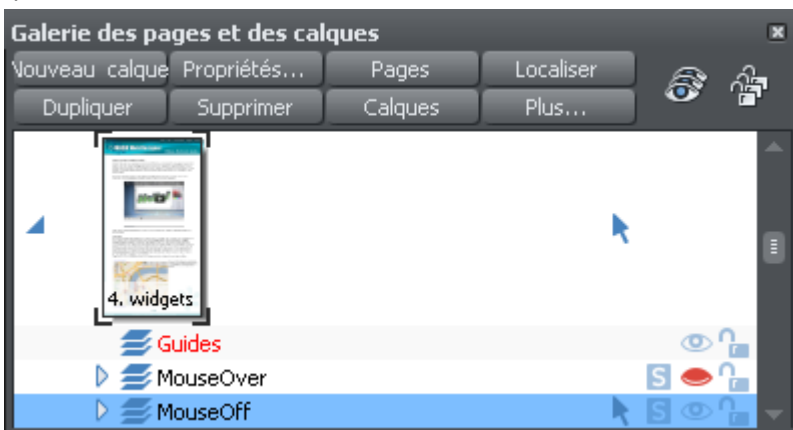 Galerie des pages et des calques
Nouveau calque Propriétés... Pages Localiser
Dupliquer Supprimer Calques Plus...
4. widgets
Guides
MouseOver
S
MouseOff
S